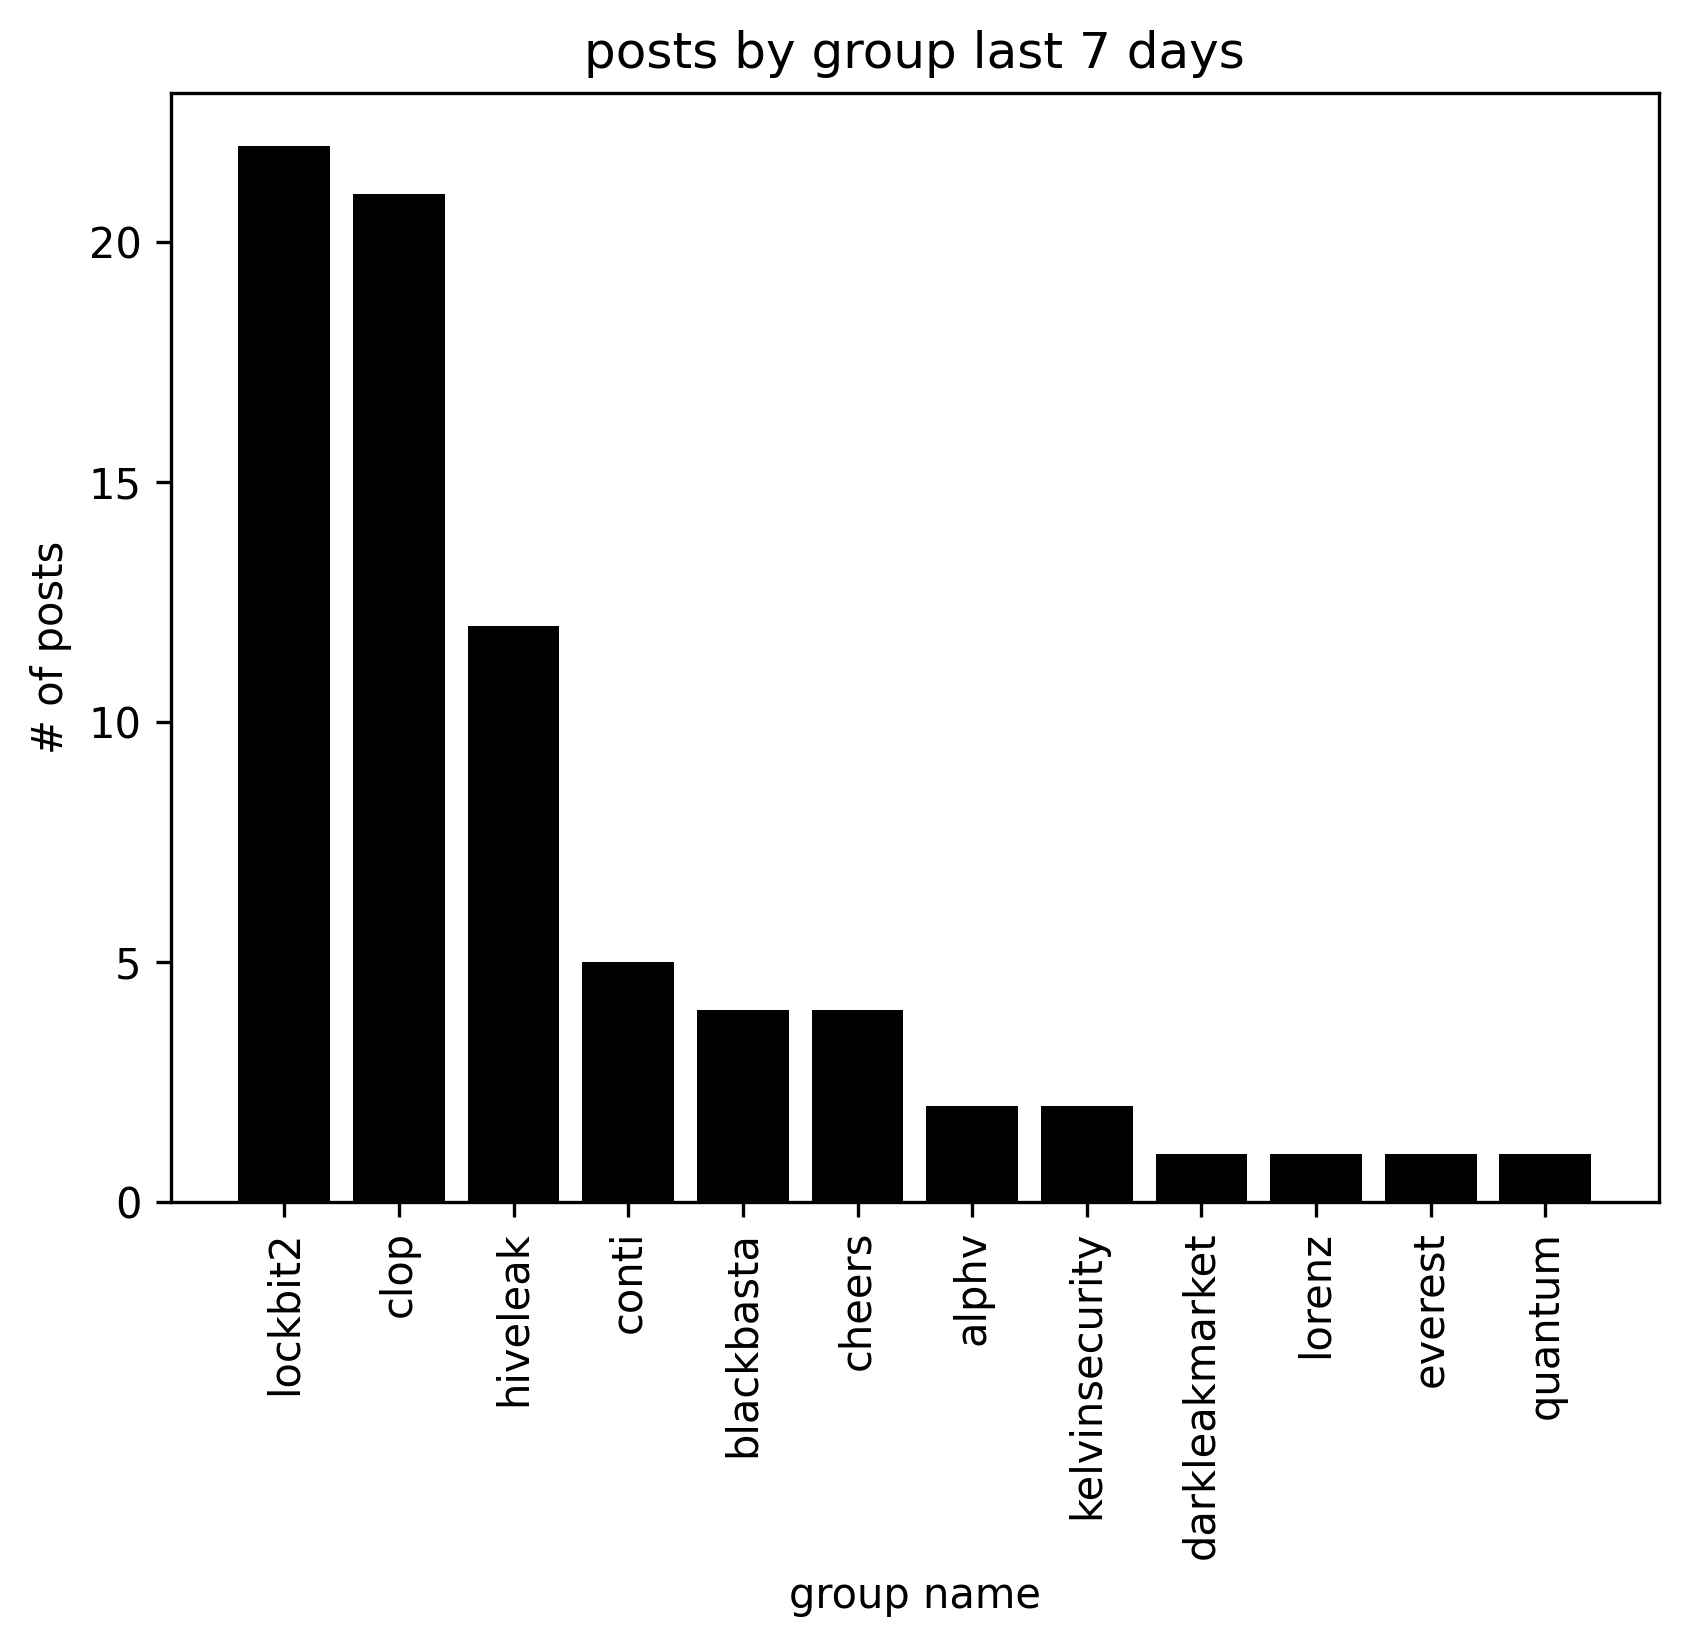 posts by group last 7 days
# of posts
20
15
10
5
0
lockbit2
clop
hiveleak
conti
blackbasta
cheers
alphv
kelvinsecurity
darkleakmarket
lorenz
everest
quantum
group name